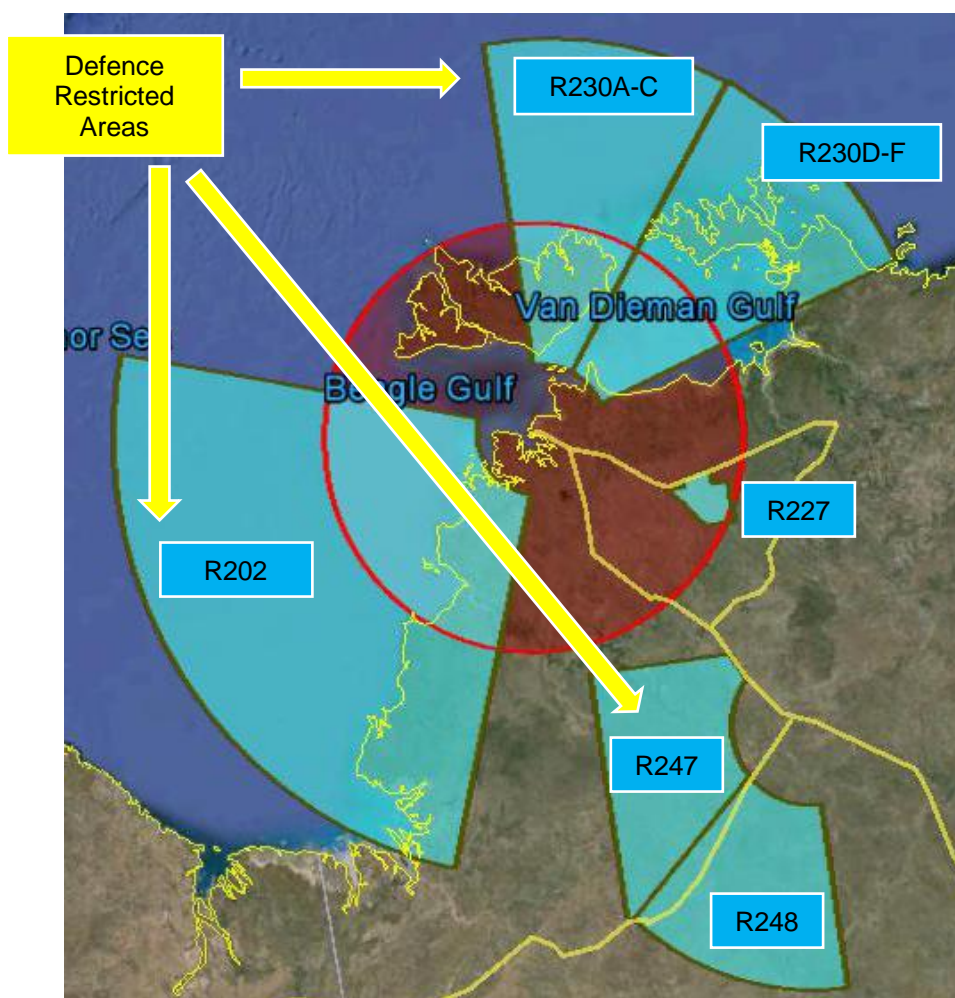 Defence
Restricted
Areas
R230A-C
R230D-F
Van Dieman Gulf
Beagle Gulf
R202
R227
R247
R248